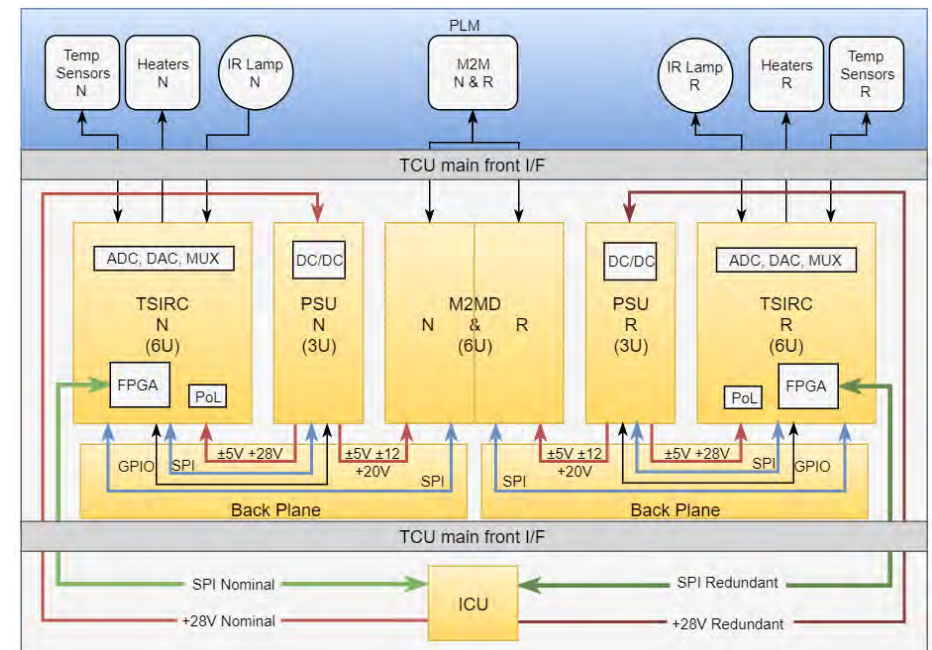 PLM
Temp
Sensors
N
Heaters
N
IR Lamp
N
M2M
N & R
IR Lamp
R
Heaters
R
Temp
Sensors
R
TCU main front I/F
ADC, DAC, MUX
TSIRC
N
(6U)
FPGA
PoL
DC/DC
PSU
N
(3U)
M2MD
N & R
(6U)
DC/DC
PSU
R
(3U)
ADC, DAC, MUX
TSIRC
R
(6U)
PoL
FPGA
GPIO
SPI
±5V +28V
±5V ±12
+20V
SPI
Back Plane
SPI
±5V ±12
+20V
±5V +28V
SPI
GPIO
Back Plane
TCU main front I/F
SPI Nominal
+28V Nominal
ICU
SPI Redundant
+28V Redundant